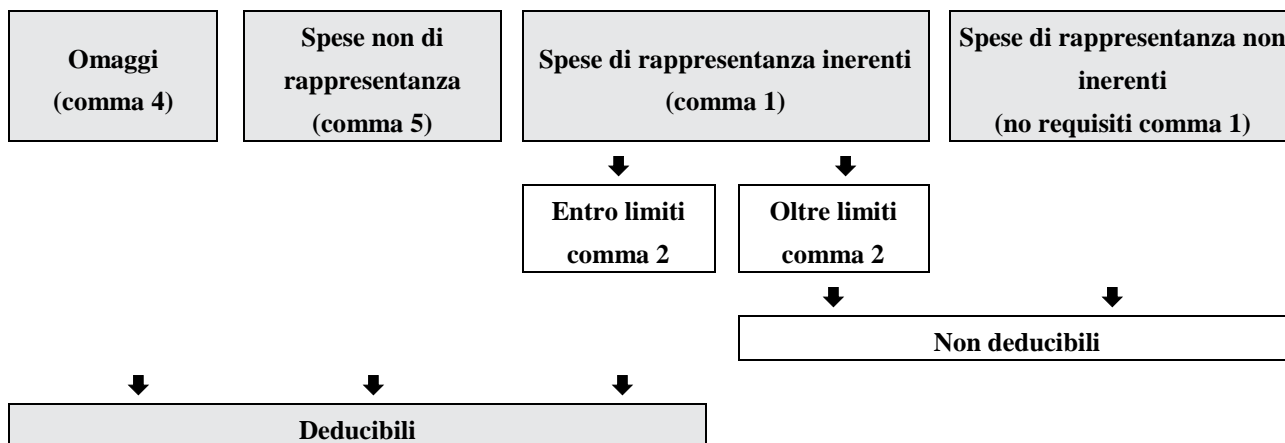 Omaggi
(comma 4)
Spese non di
rappresentanza
(comma 5)
Spese di rappresentanza inerenti
(comma 1)
Spese di rappresentanza non
inerenti
(no requisiti comma 1)
Entro limiti
comma 2
Oltre limiti
comma 2
Non deducibili
Deducibili